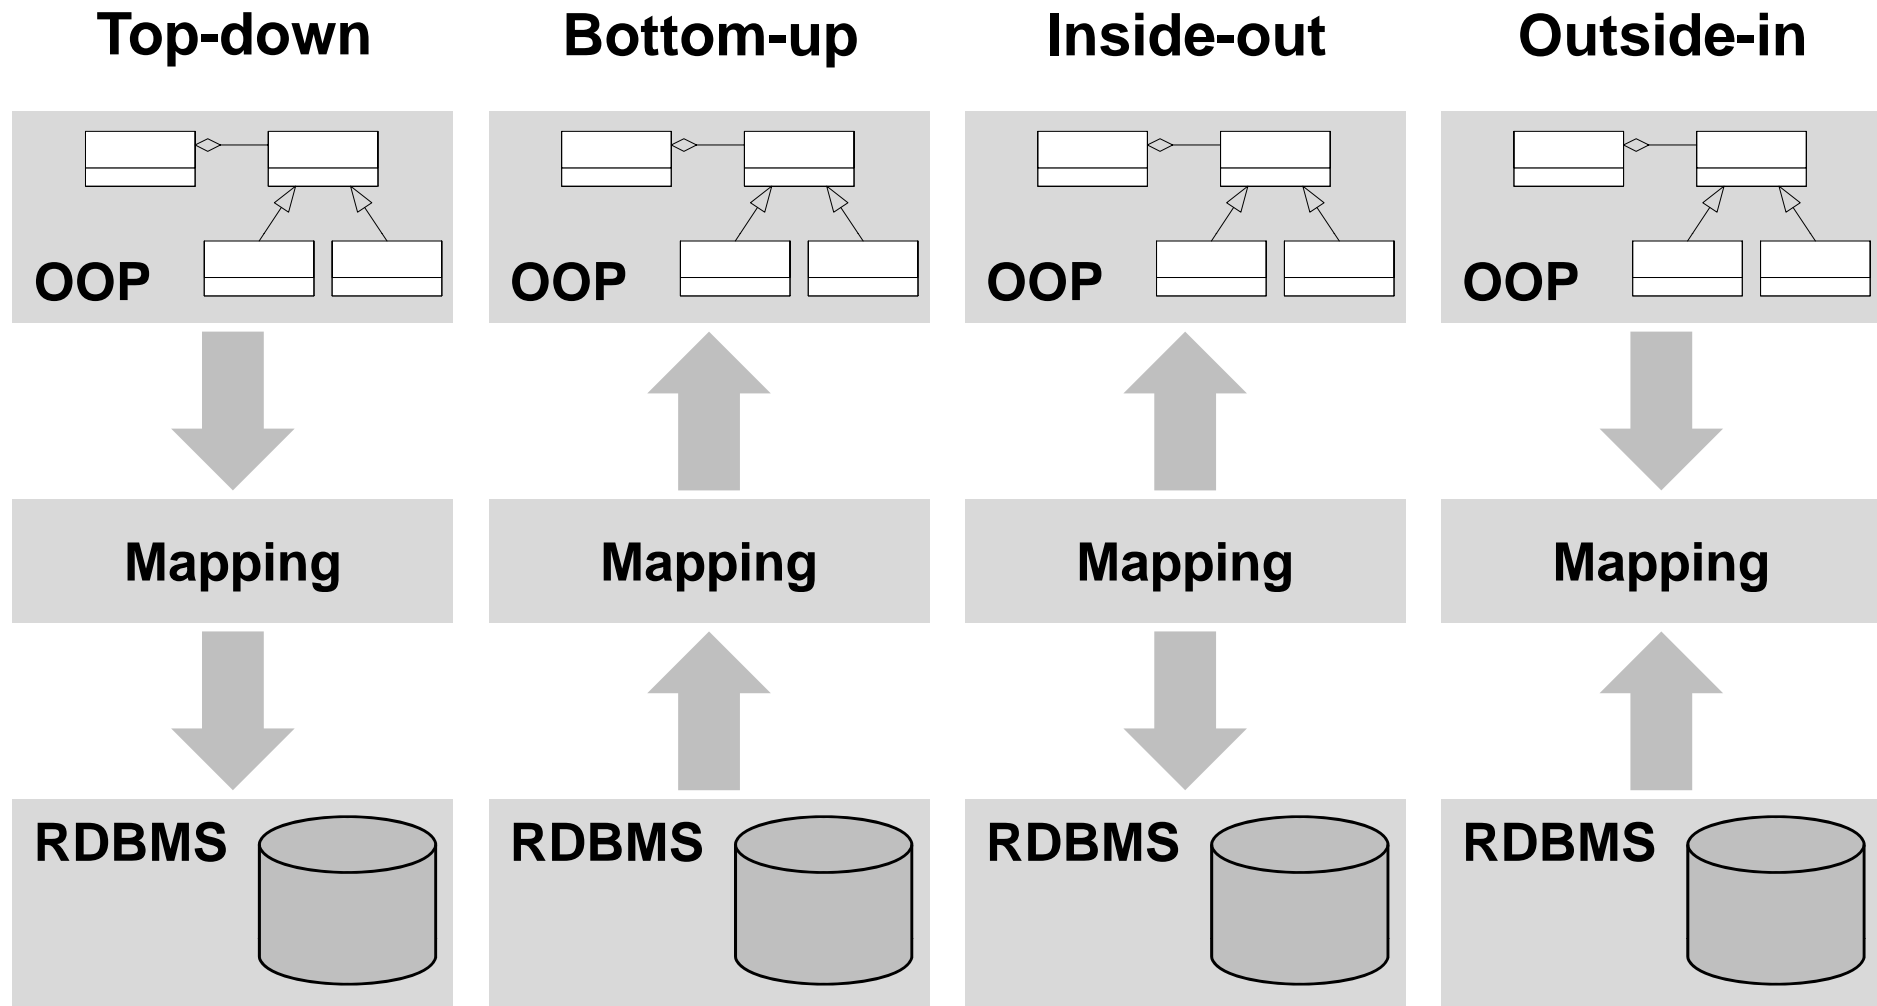 Top-down
Bottom-up
Inside-out
Outside-in
OOP
OOP
OOP
OOP
Mapping
Mapping
Mapping
Mapping
RDBMS
RDBMS
RDBMS
RDBMS